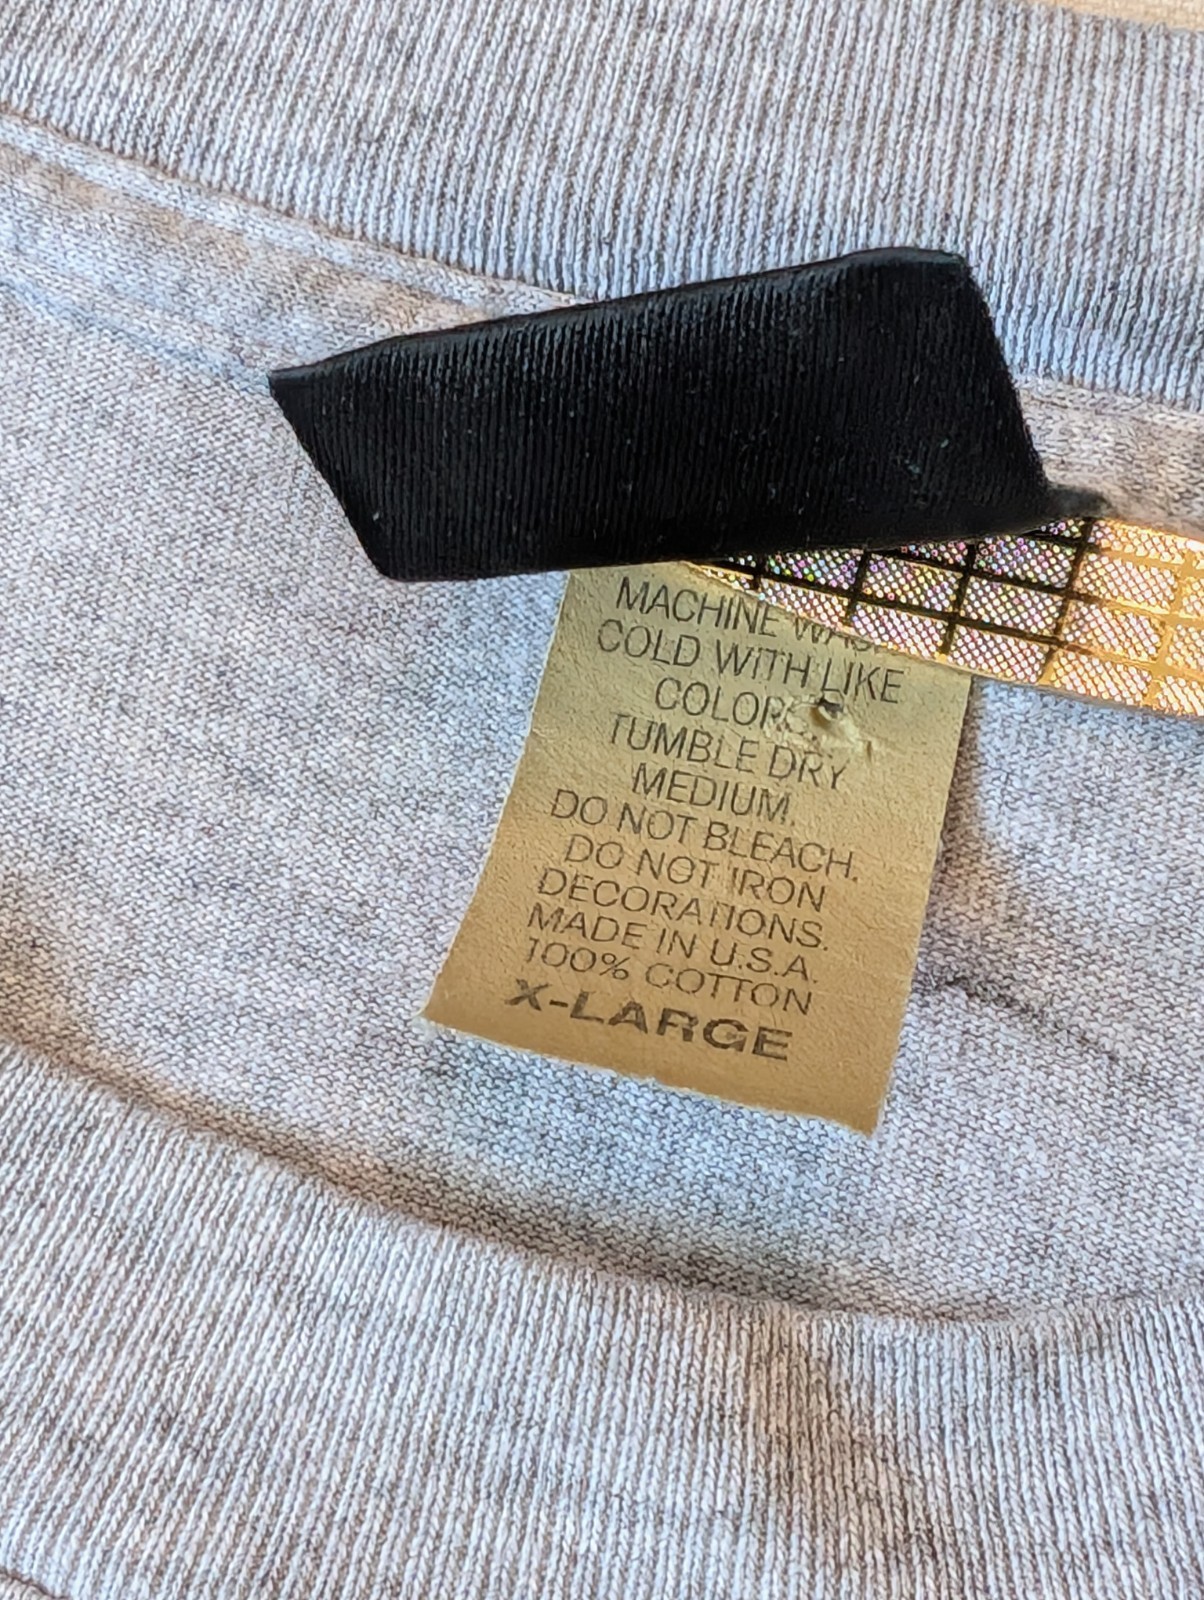 MACHINE
COLD WITH LIKE
COLORS.
TUMBLE DRY
MEDIUM.
DO NOT BLEACH.
DO NOT IRON
DECORATIONS.
MADE IN U.S.A.
100% COTTON
X-LARGE